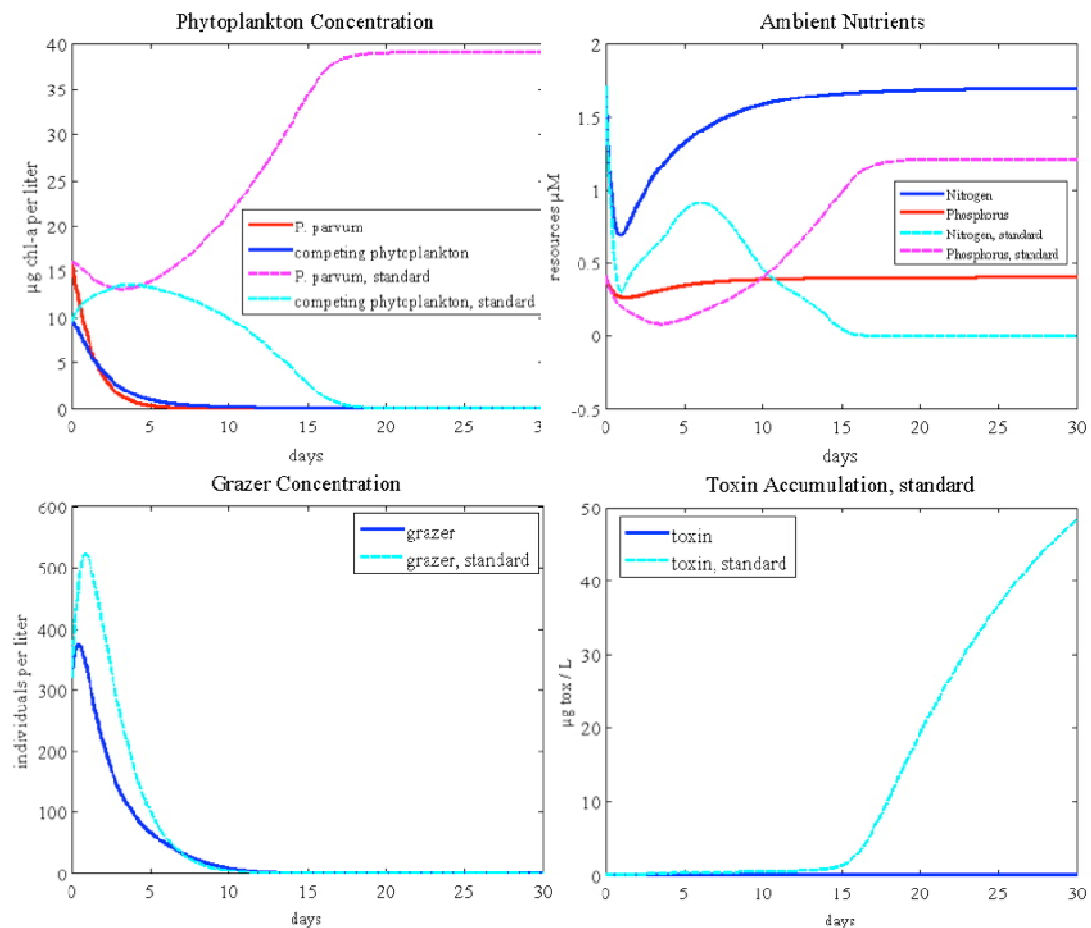 Phytoplankton Concentration
40
35
30
25
20
15
10
5
0
µg chl-a per liter
P. parvum
competing phytoplankton
P. parvum, standard
competing phytoplankton, standard
0 5 10 15 20 25 3
days
Ambient Nutrients
2
1.5
1
0.5
0
-0.5
resources µM
Nitrogen
Phosphorus
Nitrogen, standard
Phosphorus, standard
0 5 10 15 20 25 30
days
Grazer Concentration
600
500
400
300
200
100
0
individuals per liter
grazer
grazer, standard
0 5 10 15 20 25 30
days
Toxin Accumulation, standard
50
40
30
20
10
0
µg tox / L
toxin
toxin, standard
0 5 10 15 20 25 30
days